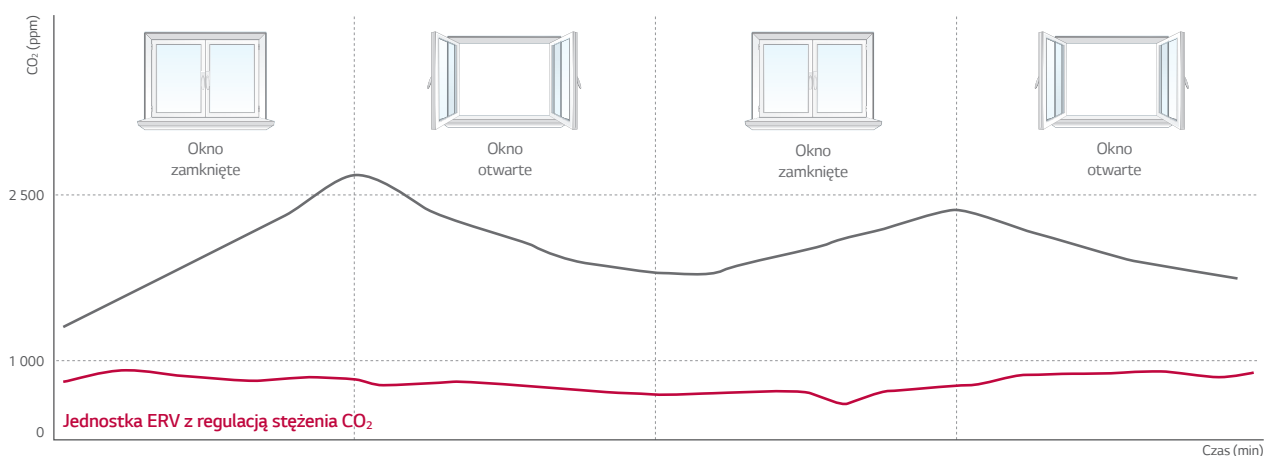 CO₂ (ppm)
Okno
zamknięte
Okno
otwarte
Okno
zamknięte
Okno
otwarte
2 500
1 000
Jednostka ERV z regulacją stężenia CO₂
0
Czas (min)